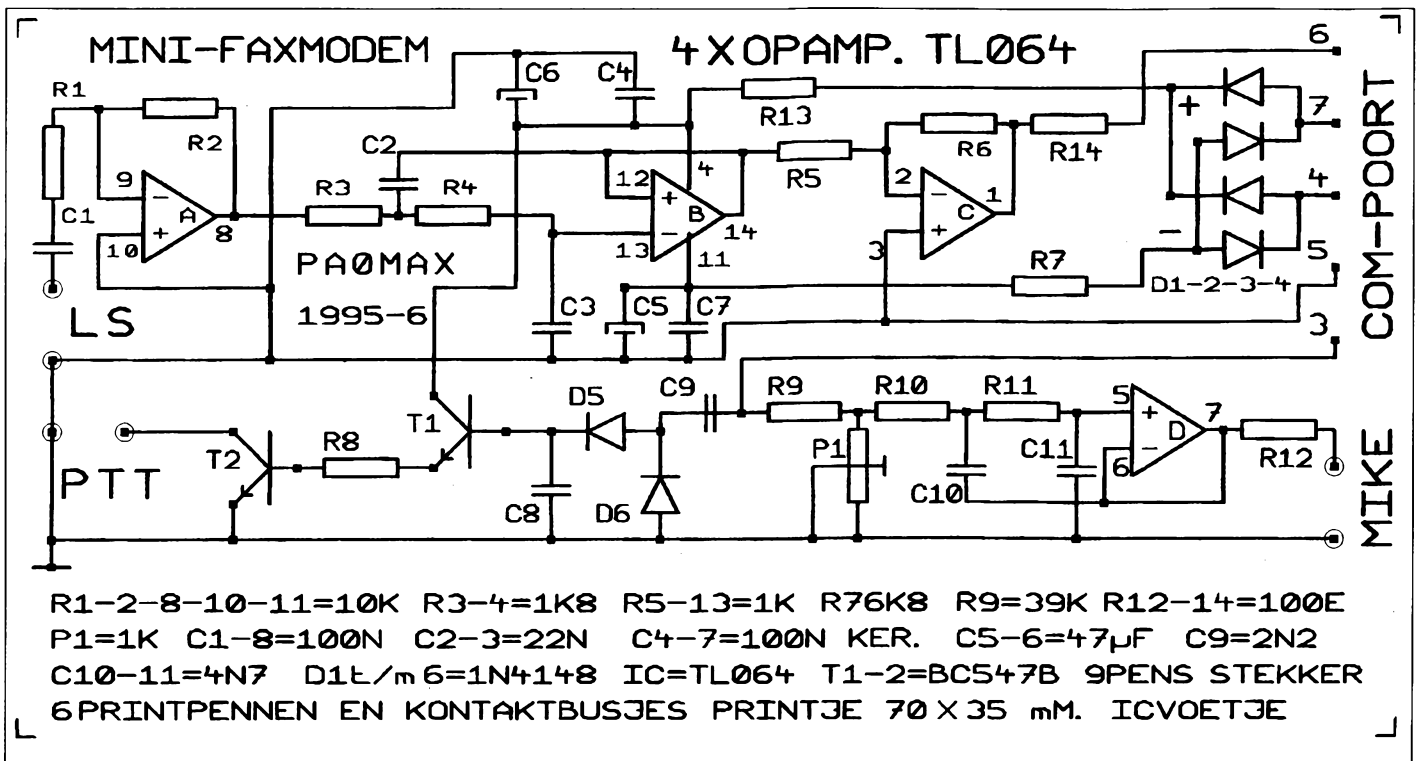 MINI-FAXMODEM 4XOPAMP. TL064
6
C6 C4
R1
+
7
R13
R2
C2
4
R6 R14
R5
9
-
R3 R4
12
+
2
-
1
4
A
B
C
C1
8
10
+
13
-
14
3
+
-
11
5
PA0MAX
R7
D1-2-3-4
LS
1995-6
C3 C5 C7
3
COM-POORT
C9
R9 R10 R11
5
7
D5
+
T1
D
R8
P1
C11
-
6
T2
R12
PTT
C10
C8 D6
MIKE
R1-2-8-10-11=10K R3-4=1K8 R5-13=1K R76K8 R9=39K R12-14=100E
P1=1K C1-8=100N C2-3=22N C4-7=100N KER. C5-6=47µF C9=2N2
C10-11=4N7 D1t/m6=1N4148 IC=TL064 T1-2=BC547B 9PENS STEKKER
6PRINTPENNEN EN KONTAKTBUSJES PRINTJE 70X35 mM. ICVOETJE